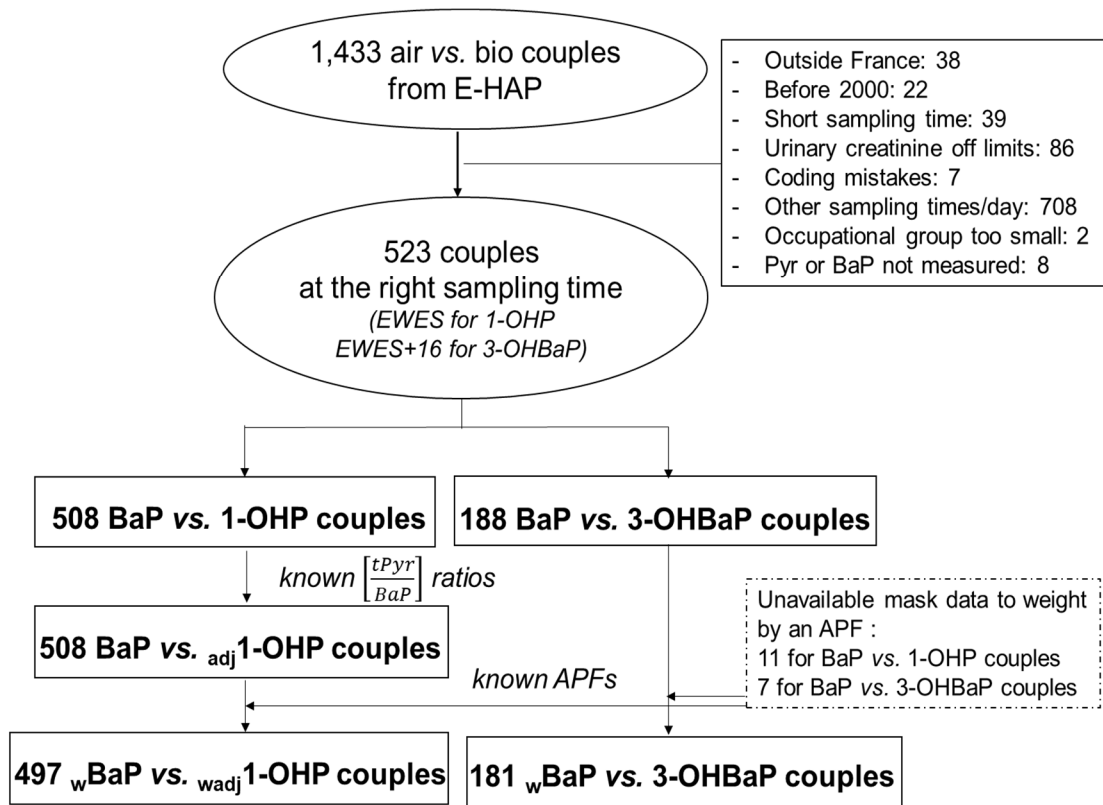 1,433 air vs. bio couples
from E-HAP
- Outside France: 38
- Before 2000: 22
- Short sampling time: 39
- Urinary creatinine off limits: 86
- Coding mistakes: 7
- Other sampling times/day: 708
- Occupational group too small: 2
- Pyr or BaP not measured: 8
523 couples
at the right sampling time
(EWES for 1-OHP
EWES+16 for 3-OHBaP)
508 BaP vs. 1-OHP couples
188 BaP vs. 3-OHBaP couples
known [tPyr/BaP] ratios
508 BaP vs. adj1-OHP couples
Unavailable mask data to weight
by an APF :
11 for BaP vs. 1-OHP couples
7 for BaP vs. 3-OHBaP couples
known APFs
497 wBaP vs. wadj1-OHP couples
181 wBaP vs. 3-OHBaP couples